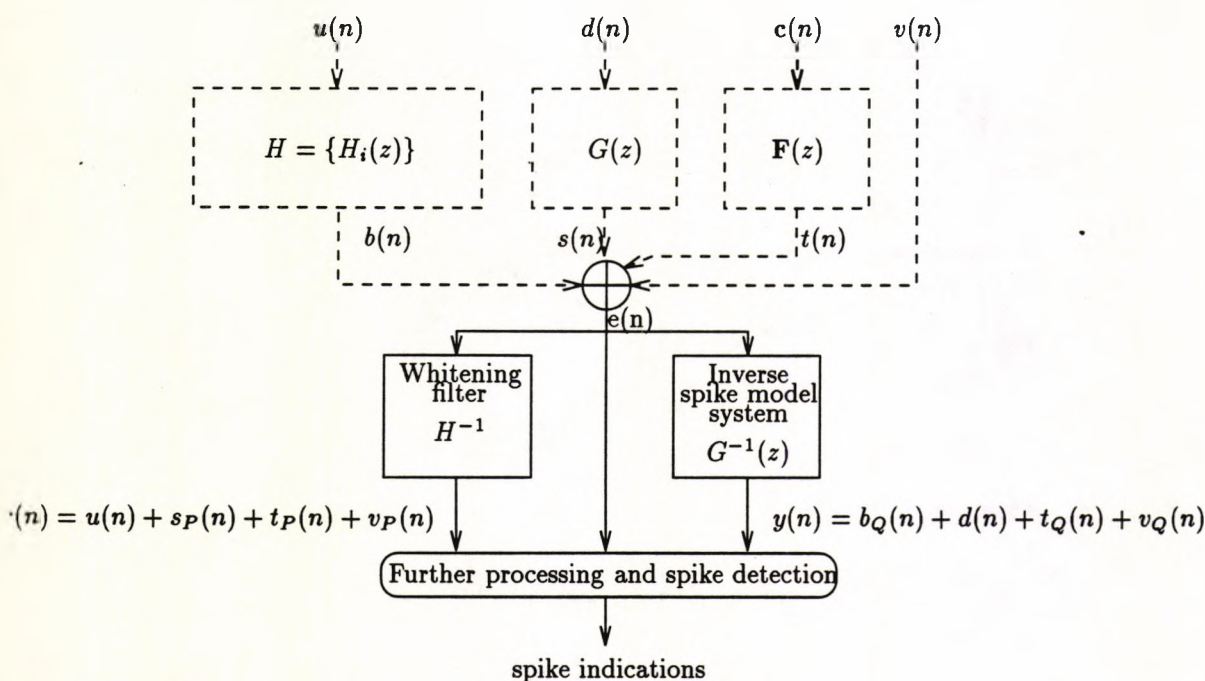 u(n) d(n) c(n) v(n)
H = {H_i(z)} G(z) F(z)
b(n) s(n) t(n)
e(n)
Whitening
filter
H^{-1}
Inverse
spike model
system
G^{-1}(z)
(n) = u(n) + s_P(n) + t_P(n) + v_P(n)
y(n) = b_Q(n) + d(n) + t_Q(n) + v_Q(n)
Further processing and spike detection
spike indications